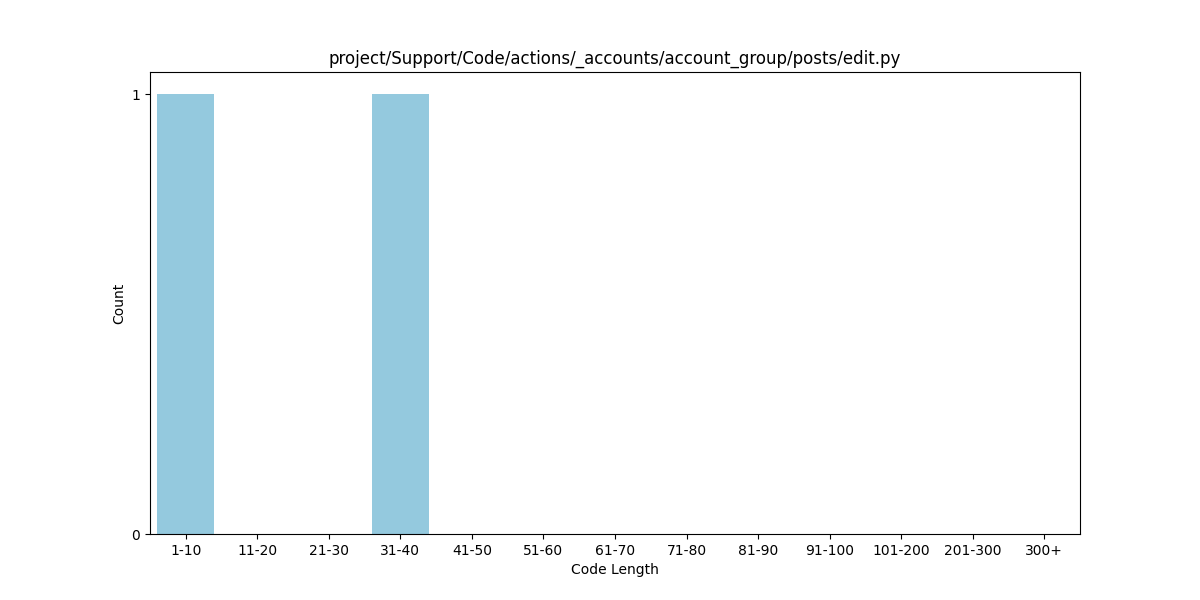 project/Support/Code/actions/_accounts/account_group/posts/edit.py
1
Count
0
1-10 11-20 21-30 31-40 41-50 51-60 61-70 71-80 81-90 91-100 101-200 201-300 300+
Code Length